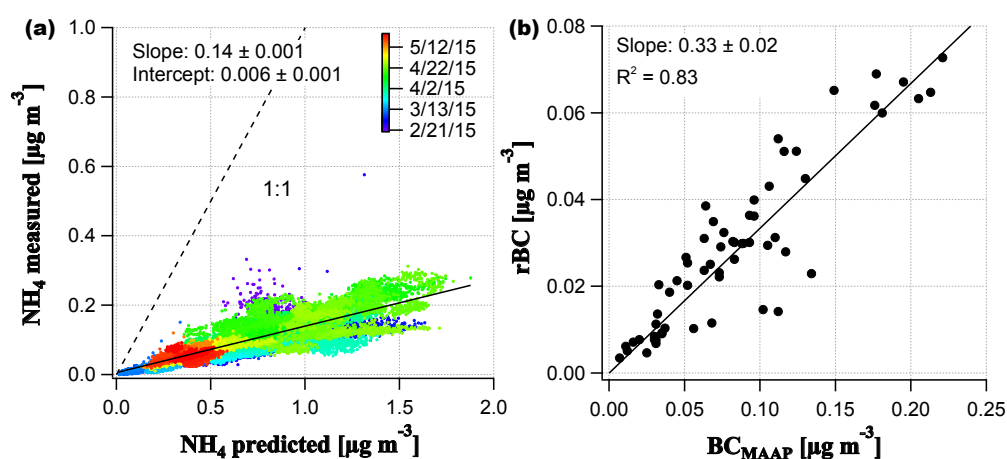 (a)
Slope: 0.14 ± 0.001
Intercept: 0.006 ± 0.001
5/12/15
4/22/15
4/2/15
3/13/15
2/21/15
1:1
1.0
0.8
0.6
0.4
0.2
0.0
NH₄ measured [µg m⁻³]
0.0 0.5 1.0 1.5 2.0
NH₄ predicted [µg m⁻³]
(b)
Slope: 0.33 ± 0.02
R² = 0.83
0.08
0.06
0.04
0.02
0.00
rBC [µg m⁻³]
0.00 0.05 0.10 0.15 0.20 0.25
BC_MAAP [µg m⁻³]